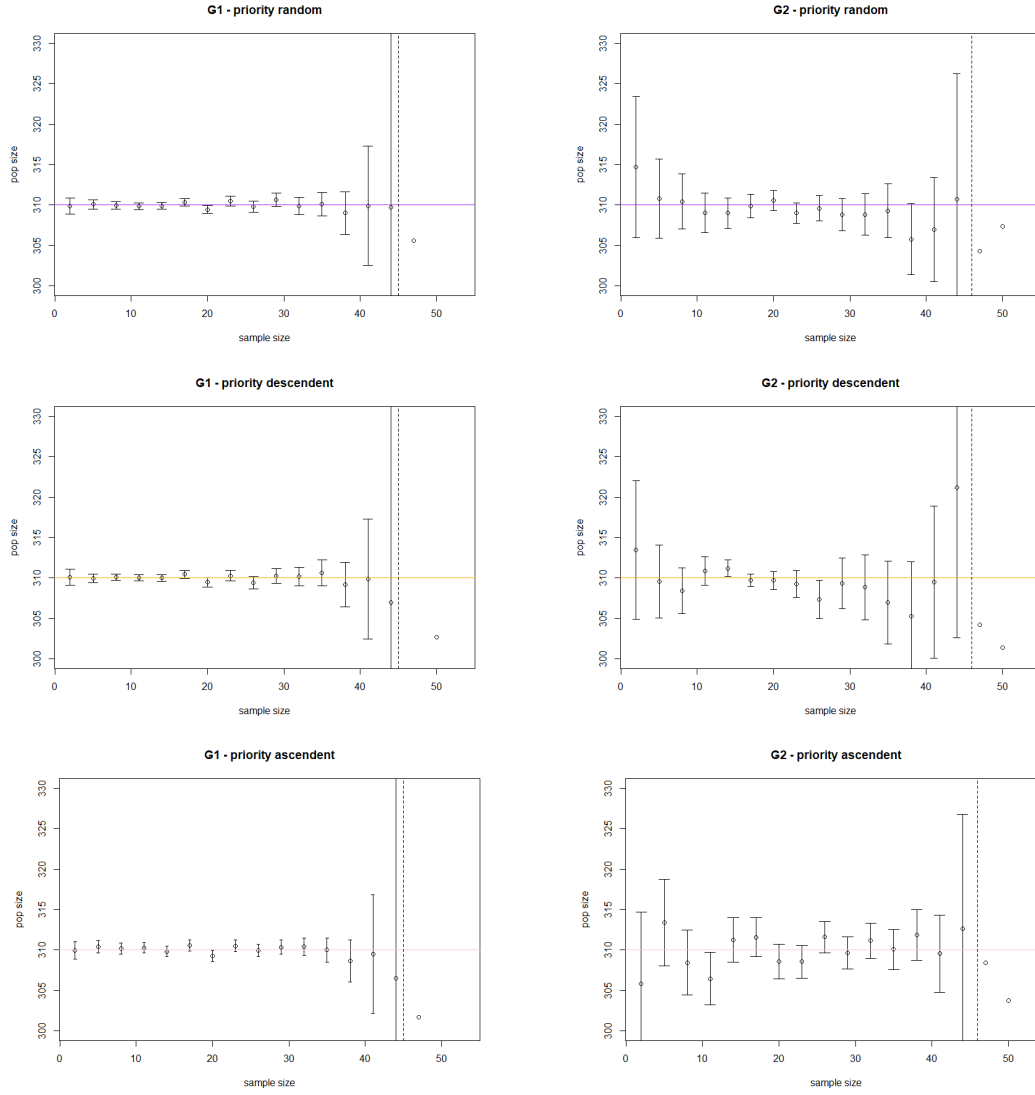 G1 - priority random
pop size
330
325
320
315
310
305
300
0 10 20 30 40 50
sample size
G2 - priority random
pop size
330
325
320
315
310
305
300
0 10 20 30 40 50
sample size
G1 - priority descendent
pop size
330
325
320
315
310
305
300
0 10 20 30 40 50
sample size
G2 - priority descendent
pop size
330
325
320
315
310
305
300
0 10 20 30 40 50
sample size
G1 - priority ascendent
pop size
330
325
320
315
310
305
300
0 10 20 30 40 50
sample size
G2 - priority ascendent
pop size
330
325
320
315
310
305
300
0 10 20 30 40 50
sample size